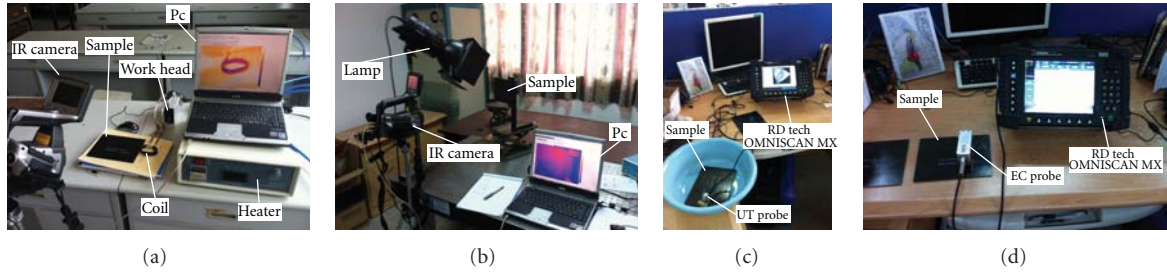 Pc
IR camera
Sample
Work head
Coil
Heater
(a)
Lamp
Sample
IR camera
Pc
(b)
Sample
RD tech
OMNISCAN MX
UT probe
(c)
Sample
EC probe
RD tech
OMNISCAN MX
(d)